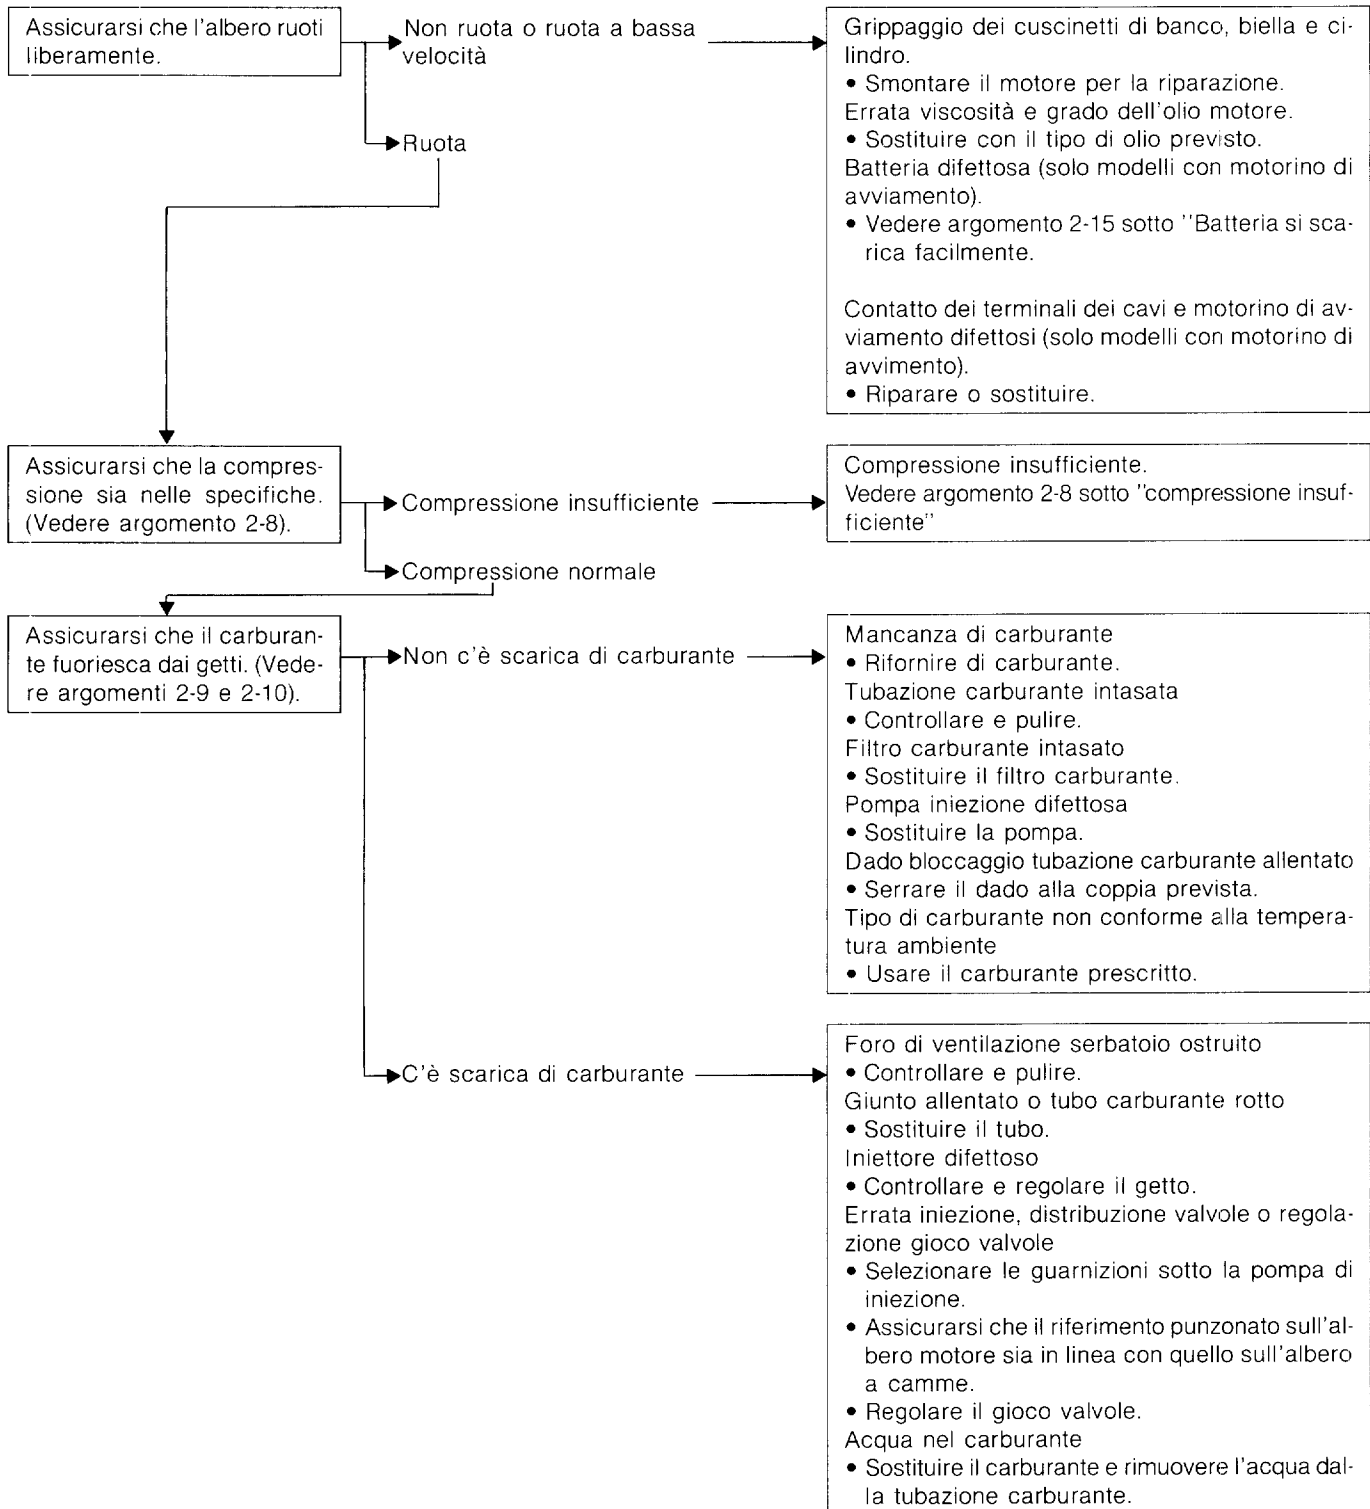 Assicurarsi che l'albero ruoti
liberamente.
Non ruota o ruota a bassa
velocità
Ruota
Grippaggio dei cuscinetti di banco, biella e ci-
lindro.
• Smontare il motore per la riparazione.
Errata viscosità e grado dell'olio motore.
• Sostituire con il tipo di olio previsto.
Batteria difettosa (solo modelli con motorino di
avviamento).
• Vedere argomento 2-15 sotto ''Batteria si sca-
rica facilmente.
Contatto dei terminali dei cavi e motorino di av-
viamento difettosi (solo modelli con motorino di
avvimento).
• Riparare o sostituire.
Assicurarsi che la compres-
sione sia nelle specifiche.
(Vedere argomento 2-8).
Compressione insufficiente
Compressione normale
Compressione insufficiente.
Vedere argomento 2-8 sotto ''compressione insuf-
ficiente''
Assicurarsi che il carburan-
te fuoriesca dai getti. (Vede-
re argomenti 2-9 e 2-10).
Non c'è scarica di carburante
Mancanza di carburante
• Rifornire di carburante.
Tubazione carburante intasata
• Controllare e pulire.
Filtro carburante intasato
• Sostituire il filtro carburante.
Pompa iniezione difettosa
• Sostituire la pompa.
Dado bloccaggio tubazione carburante allentato
• Serrare il dado alla coppia prevista.
Tipo di carburante non conforme alla tempera-
tura ambiente
• Usare il carburante prescritto.
C'è scarica di carburante
Foro di ventilazione serbatoio ostruito
• Controllare e pulire.
Giunto allentato o tubo carburante rotto
• Sostituire il tubo.
Iniettore difettoso
• Controllare e regolare il getto.
Errata iniezione, distribuzione valvole o regola-
zione gioco valvole
• Selezionare le guarnizioni sotto la pompa di
iniezione.
• Assicurarsi che il riferimento punzonato sull'al-
bero motore sia in linea con quello sull'albero
a camme.
• Regolare il gioco valvole.
Acqua nel carburante
• Sostituire il carburante e rimuovere l'acqua dal-
la tubazione carburante.